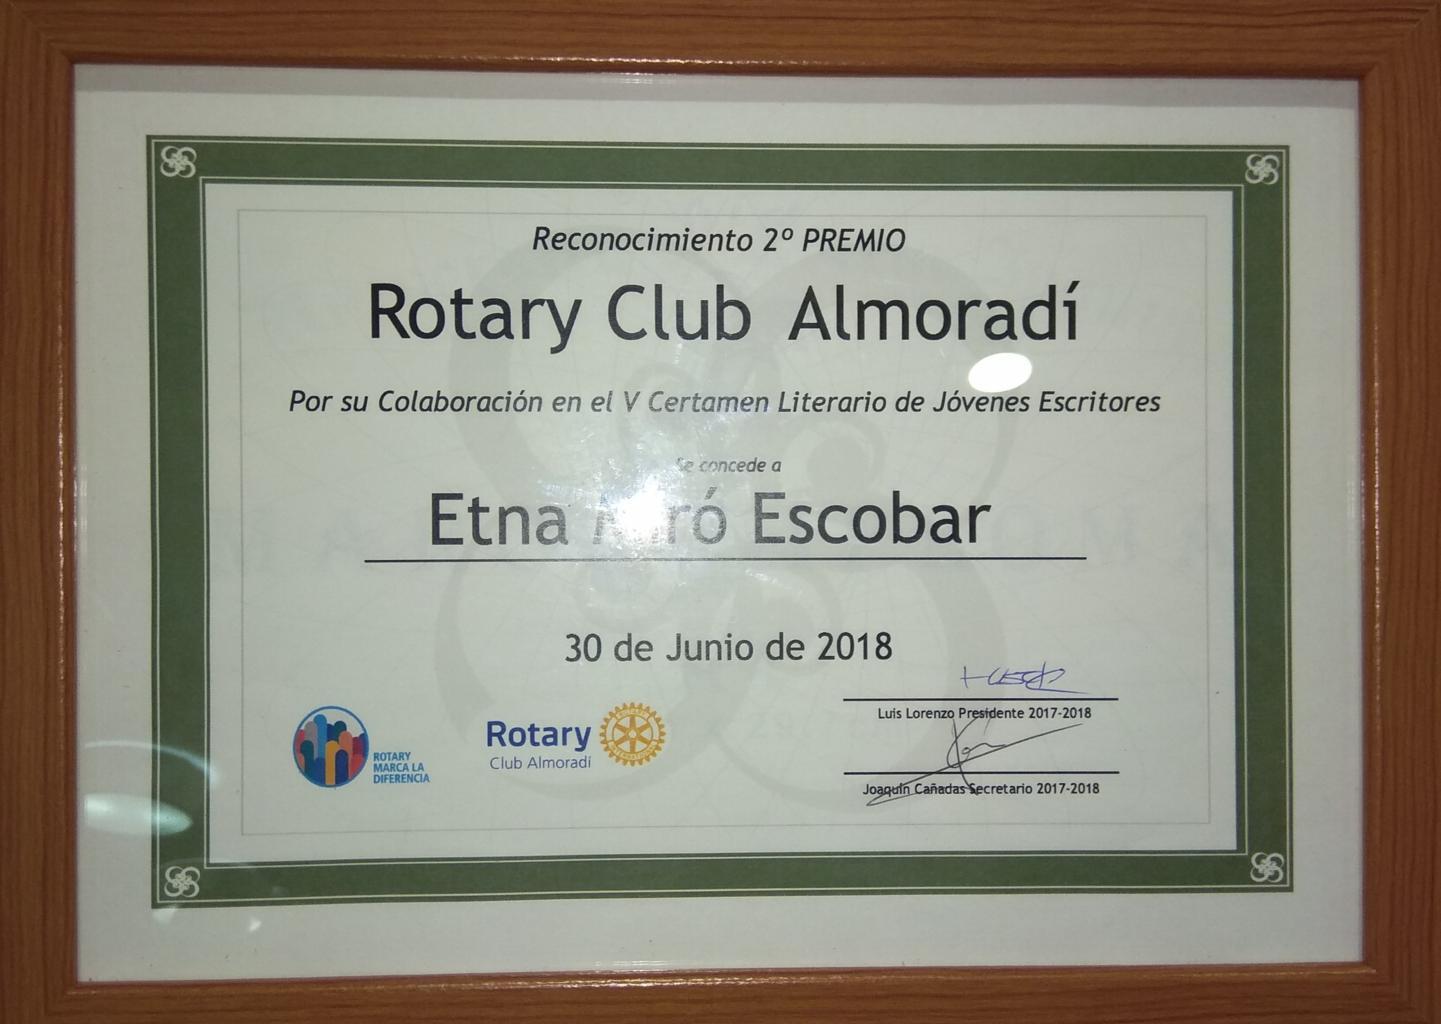 Reconocimiento 2º PREMIO
Rotary Club Almoradí
Por su Colaboración en el V Certamen Literario de Jóvenes Escritores
Se concede a
Etna Miró Escobar
30 de Junio de 2018
Luis Lorenzo Presidente 2017-2018
Joaquín Cañadas Secretario 2017-2018
ROTARY
MARCA LA
DIFERENCIA
Rotary
Club Almoradí